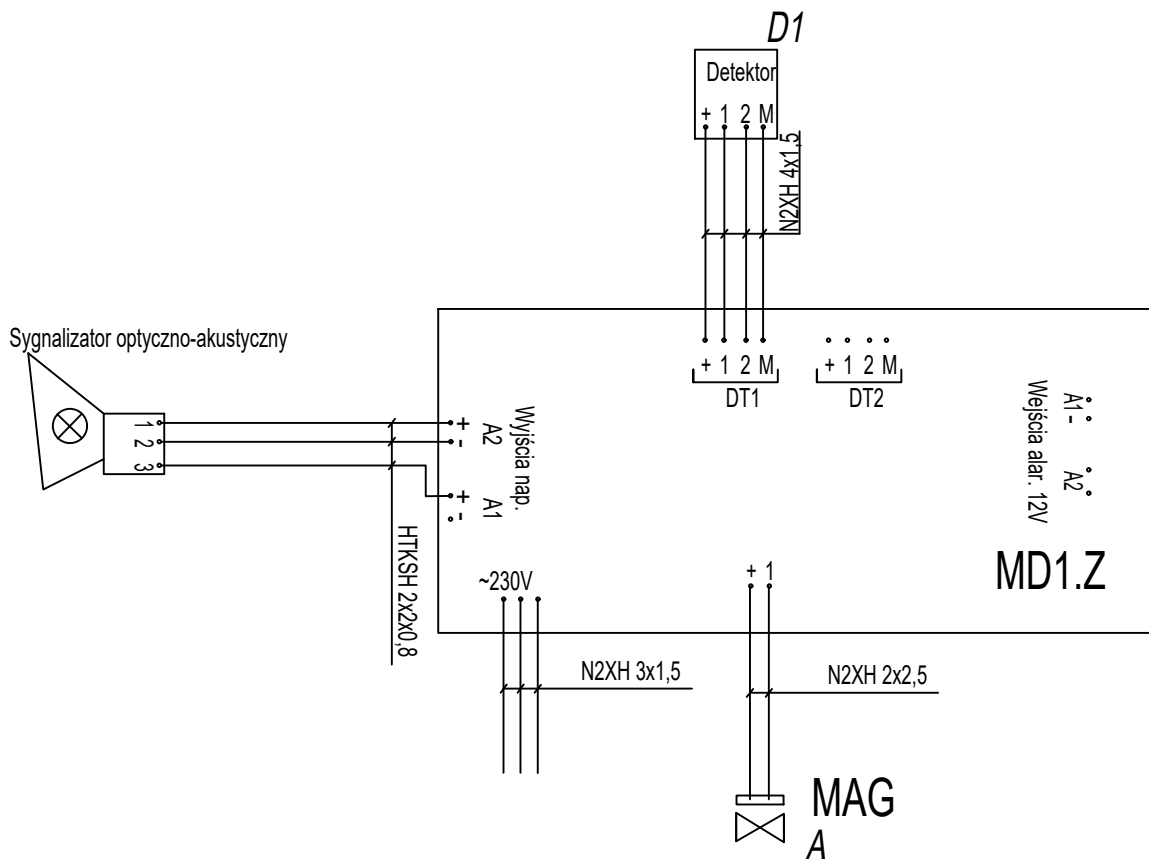 D1
Detektor
+ 1 2 M
N2XH 4x1,5
Sygnalizator optyczno-akustyczny
1
2
3
+
-
A2
+
-
A1
Wyjścia nap.
HTKSH 2x2x0,8
+ 1 2 M
DT1
+ 1 2 M
DT2
A1 -
A2
Wejścia alar. 12V
MD1.Z
~230V
+ 1
N2XH 3x1,5
N2XH 2x2,5
MAG
A